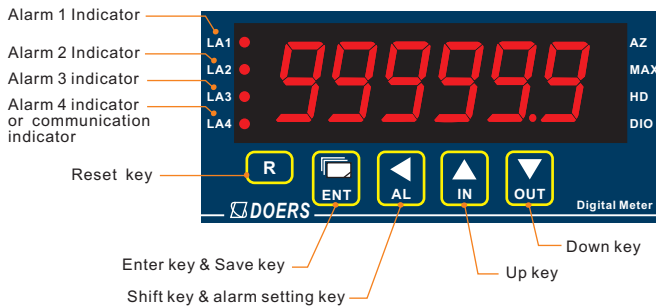 Alarm 1 Indicator
Alarm 2 Indicator
Alarm 3 indicator
Alarm 4 indicator
or communication
indicator
Reset key
LA1
LA2
LA3
LA4
99999.9
AZ
MAX
HD
DIO
R
ENT
AL
IN
OUT
DOERS
Digital Meter
Enter key & Save key
Shift key & alarm setting key
Up key
Down key